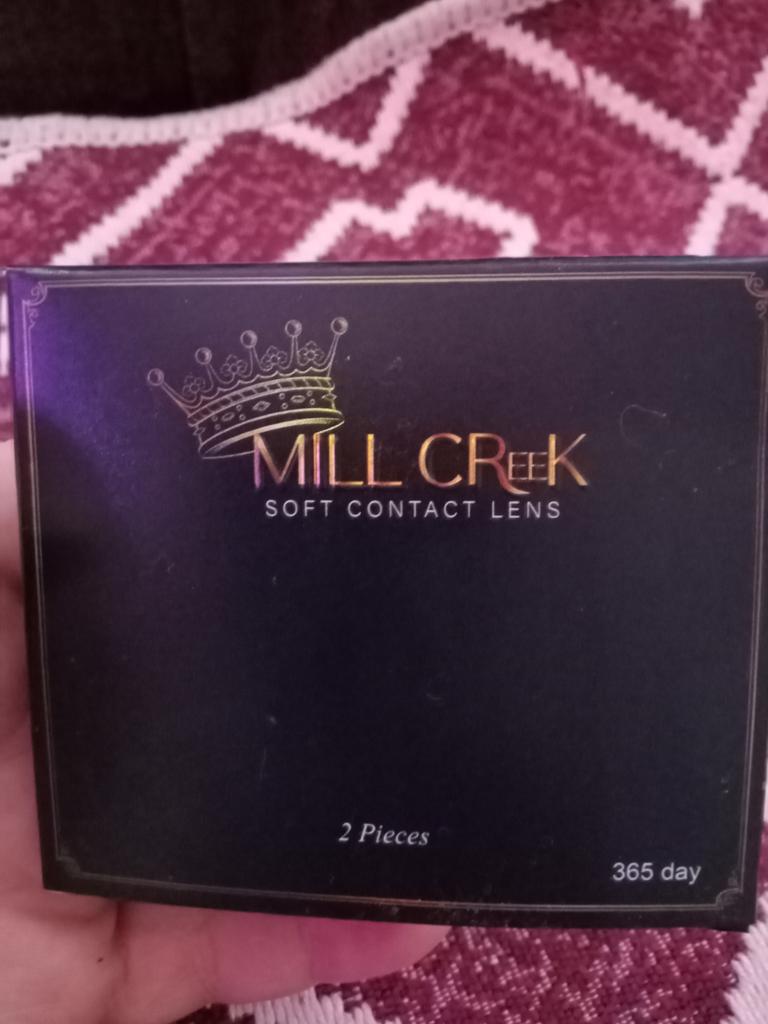 MILL CREEK
SOFT CONTACT LENS
2 Pieces
365 day